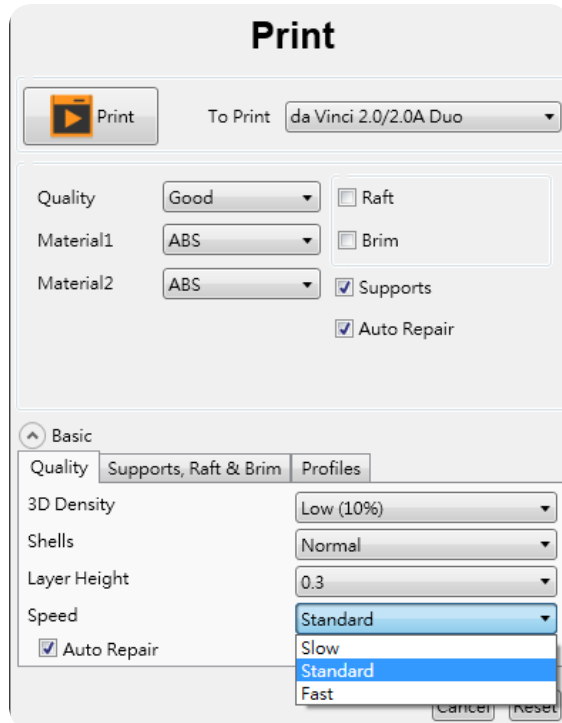 Print
Print To Print da Vinci 2.0/2.0A Duo
Quality Good Raft
Material1 ABS Brim
Material2 ABS Supports
Auto Repair
Basic
Quality Supports, Raft & Brim Profiles
3D Density Low (10%)
Shells Normal
Layer Height 0.3
Speed Standard
Auto Repair Slow
Standard
Fast
Cancel Reset